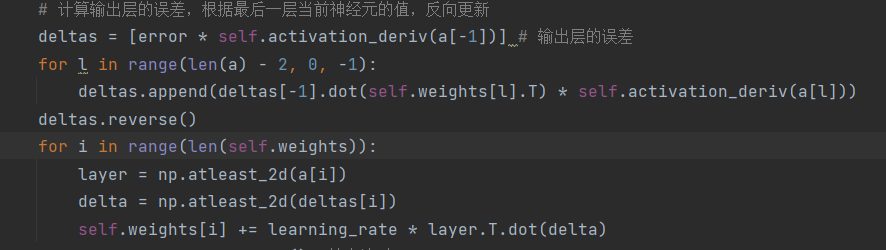 # 计算输出层的误差，根据最后一层当前神经元的值，反向更新
deltas = [error * self.activation_deriv(a[-1])] # 输出层的误差
for l in range(len(a) - 2, 0, -1):
    deltas.append(deltas[-1].dot(self.weights[l].T) * self.activation_deriv(a[l]))
deltas.reverse()
for i in range(len(self.weights)):
    layer = np.atleast_2d(a[i])
    delta = np.atleast_2d(deltas[i])
    self.weights[i] += learning_rate * layer.T.dot(delta)